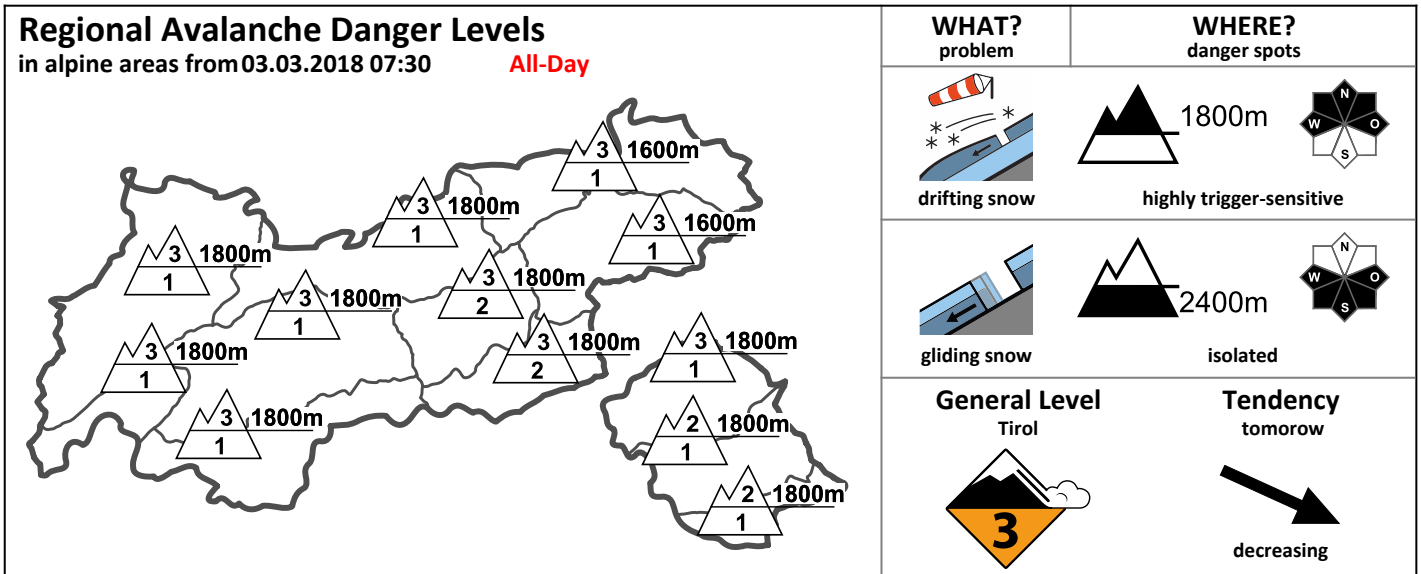 Regional Avalanche Danger Levels
in alpine areas from 03.03.2018 07:30 All-Day
3 1600m
1
3 1800m
1
3 1600m
1
3 1800m
1
3 1800m
2
3 1800m
1
3 1800m
2
3 1800m
1
3 1800m
1
3 1800m
1
2 1800m
1
2 1800m
1
WHAT?
problem
WHERE?
danger spots
drifting snow
1800m
N
W O
S
highly trigger-sensitive
gliding snow
2400m
N
W O
S
isolated
General Level
Tirol
3
Tendency
tomorow
decreasing